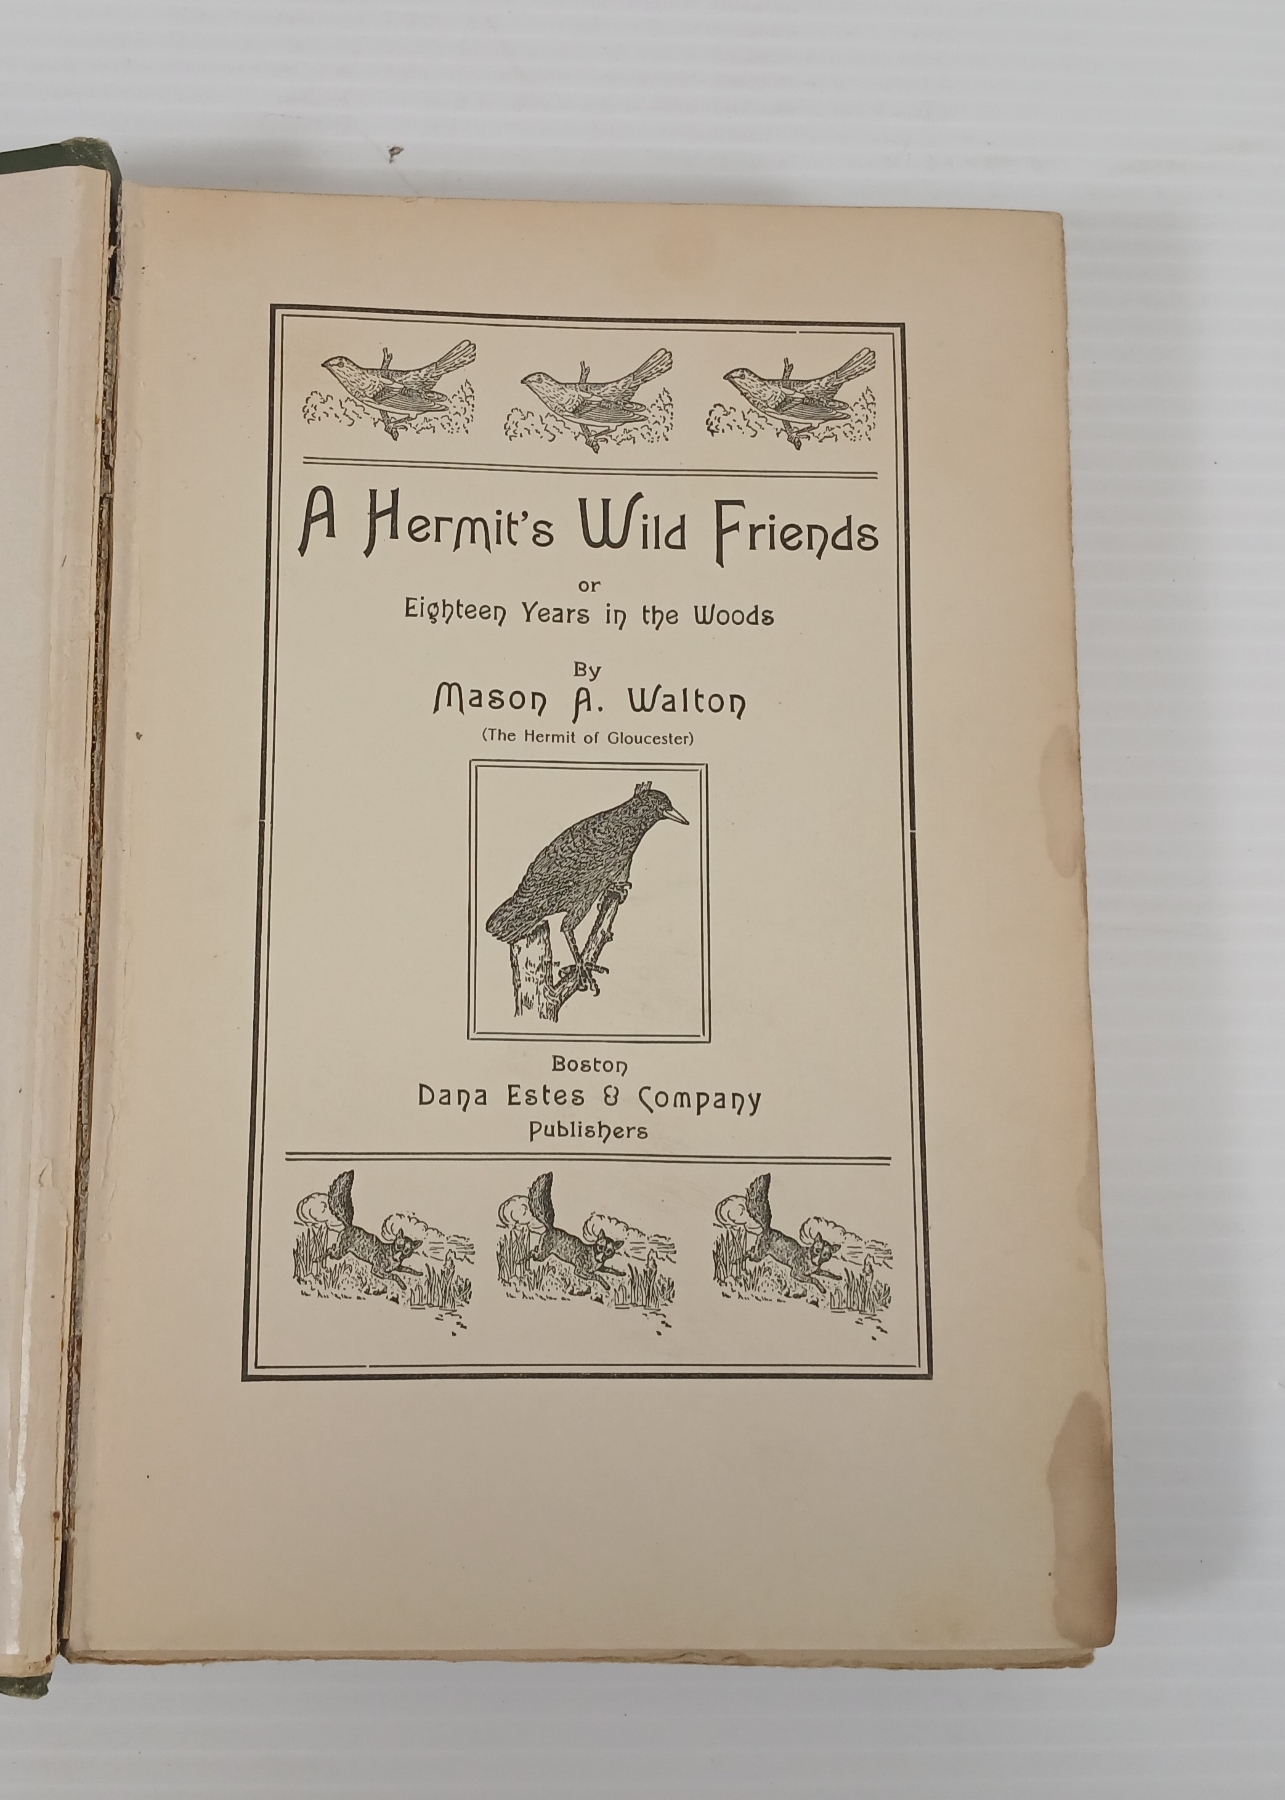 A Hermit's Wild Friends
or
Eighteen Years in the Woods
By
Mason A. Walton
(The Hermit of Gloucester)
Boston
Dana Estes & Company
Publishers